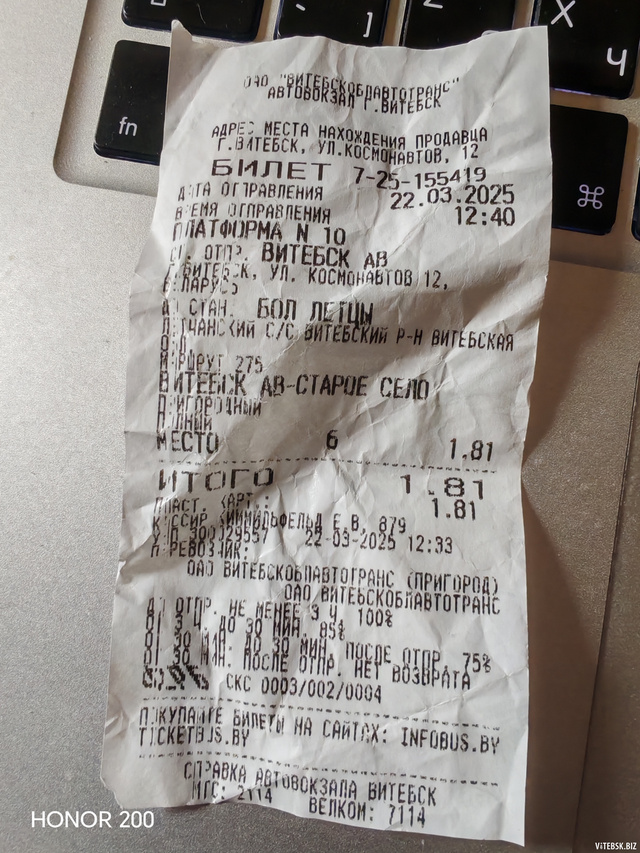 ОАО "ВИТЕБСКОБЛАВТОТРАНС"
АВТОВОКЗАЛ Г.ВИТЕБСК
АДРЕС МЕСТА НАХОЖДЕНИЯ ПРОДАВЦА
Г.ВИТЕБСК, УЛ.КОСМОНАВТОВ, 12
БИЛЕТ 7-25-155419
ДАТА ОТПРАВЛЕНИЯ 22.03.2025
ВРЕМЯ ОТПРАВЛЕНИЯ 12:40
ПЛАТФОРМА N 10
СТ. ОТПР. ВИТЕБСК АВ
Г.ВИТЕБСК, УЛ. КОСМОНАВТОВ 12,
БЕЛАРУСЬ
ДО СТАН. БОЛ ЛЕТЦЫ
С/С ВИТЕБСКИЙ Р-Н ВИТЕБСКАЯ
ОБЛ
МАРШРУТ 275
ВИТЕБСК АВ-СТАРОЕ СЕЛО
ПРИГОРОДНЫЙ
ПОЛНЫЙ
МЕСТО 6 1.81
ИТОГО 1.81
ПЛАСТ. КАРТ.: 1.81
КАССИР Е.В, 879
22-03-2025 12:33
ПЕРЕВОЗЧИК:
ОАО ВИТЕБСКОБЛАВТОТРАНС (ПРИГОРОД)
ОАО ВИТЕБСКОБЛАВТОТРАНС
ДО ОТПР. НЕ МЕНЕЕ 3 Ч, 100%
ОТ 3 Ч. ДО 30 МИН, 85%
ОТ 30 МИН. ДО 30 МИН. ПОСЛЕ ОТПР, 75%
ОТ 30 МИН. ПОСЛЕ ОТПР. НЕТ ВОЗВРАТА
СКС 0003/002/0004
ПОКУПАЙТЕ БИЛЕТЫ НА САЙТАХ: INFOBUS.BY
TICKETBUS.BY
СПРАВКА АВТОВОКЗАЛА ВИТЕБСК
МТС: 2114 ВЕЛКОМ: 7114
fn
Х
Ч
]
⌘
HONOR 200
ViTEBSK.BIZ